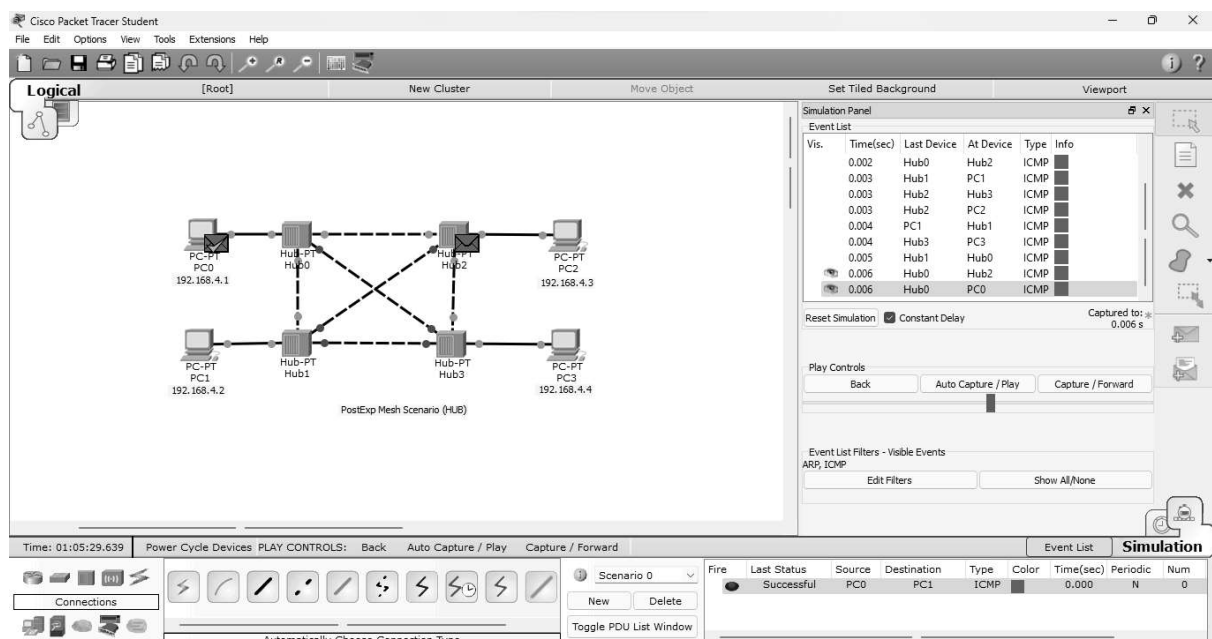 Cisco Packet Tracer Student
File Edit Options View Tools Extensions Help
Logical [Root] New Cluster Move Object Set Tiled Background Viewport
Simulation Panel
Event List
Vis. Time(sec) Last Device At Device Type Info
0.002 Hub0 Hub2 ICMP
0.003 Hub1 PC1 ICMP
0.003 Hub2 Hub3 ICMP
0.003 Hub2 PC2 ICMP
0.004 PC1 Hub1 ICMP
0.004 Hub3 PC3 ICMP
0.005 Hub1 Hub0 ICMP
0.006 Hub0 Hub2 ICMP
0.006 Hub0 PC0 ICMP
Reset Simulation Constant Delay Captured to: *
0.006 s
Play Controls
Back Auto Capture / Play Capture / Forward
Event List Filters - Visible Events
ARP, ICMP
Edit Filters Show All/None
PC-PT
PC0
192.168.4.1
Hub-PT
Hub0
Hub-PT
Hub2
PC-PT
PC2
192.168.4.3
PC-PT
PC1
192.168.4.2
Hub-PT
Hub1
Hub-PT
Hub3
PC-PT
PC3
192.168.4.4
PostExp Mesh Scenario (HUB)
Time: 01:05:29.639 Power Cycle Devices PLAY CONTROLS: Back Auto Capture / Play Capture / Forward Event List Simulation
Connections
Automatically Choose Connection Type
Scenario 0
New Delete
Toggle PDU List Window
Fire Last Status Source Destination Type Color Time(sec) Periodic Num
Successful PC0 PC1 ICMP 0.000 N 0